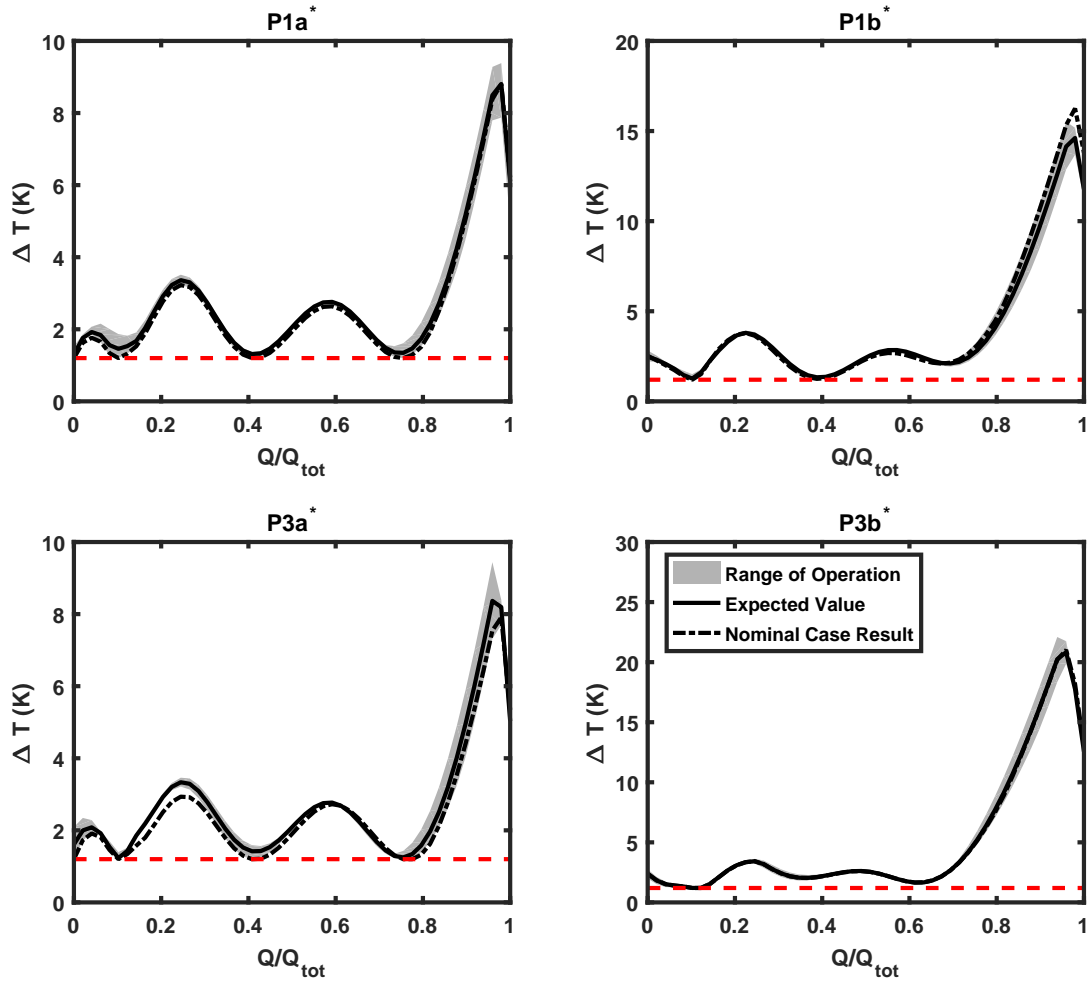 P1a*
10
8
6
4
2
0
Δ T (K)
0 0.2 0.4 0.6 0.8 1
Q/Q_tot
P1b*
20
15
10
5
0
Δ T (K)
0 0.2 0.4 0.6 0.8 1
Q/Q_tot
P3a*
10
8
6
4
2
0
Δ T (K)
0 0.2 0.4 0.6 0.8 1
Q/Q_tot
P3b*
30
25
20
15
10
5
0
Δ T (K)
Range of Operation
Expected Value
Nominal Case Result
0 0.2 0.4 0.6 0.8 1
Q/Q_tot